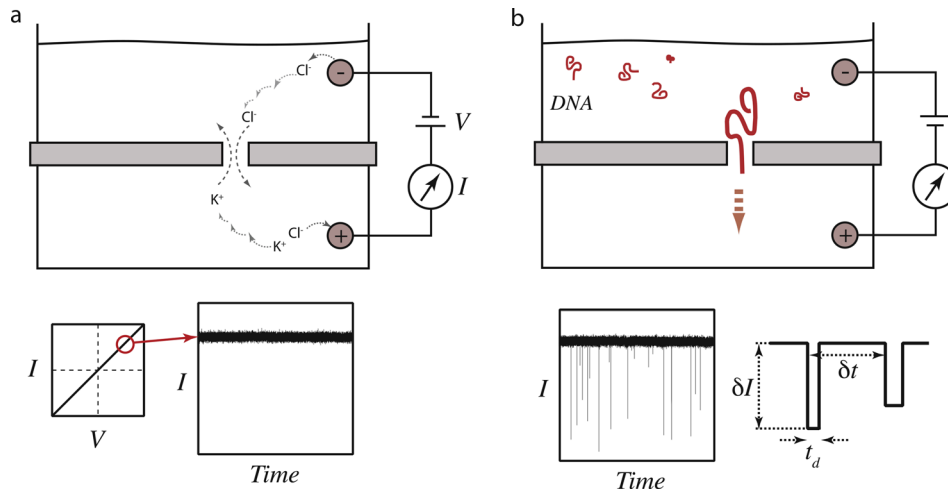 a
-
Cl⁻
Cl⁻
V
I
K⁺
Cl⁻
K⁺
+
I
V
I
Time
b
DNA
-
+
I
Time
δI
δt
t_d